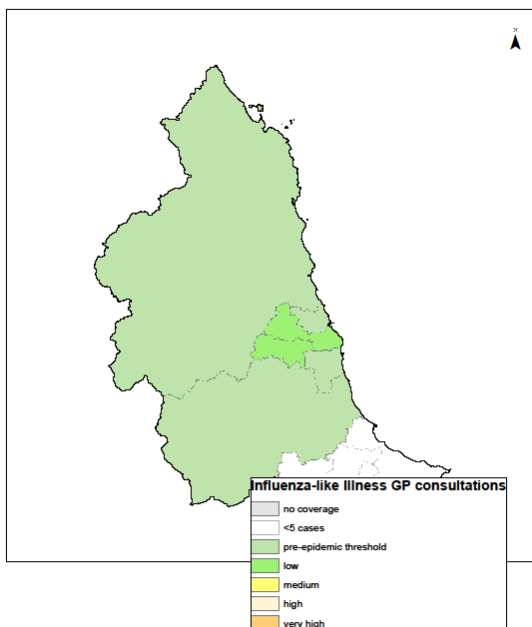 N
Influenza-like Illness GP consultations
no coverage
<5 cases
pre-epidemic threshold
low
medium
high
very high